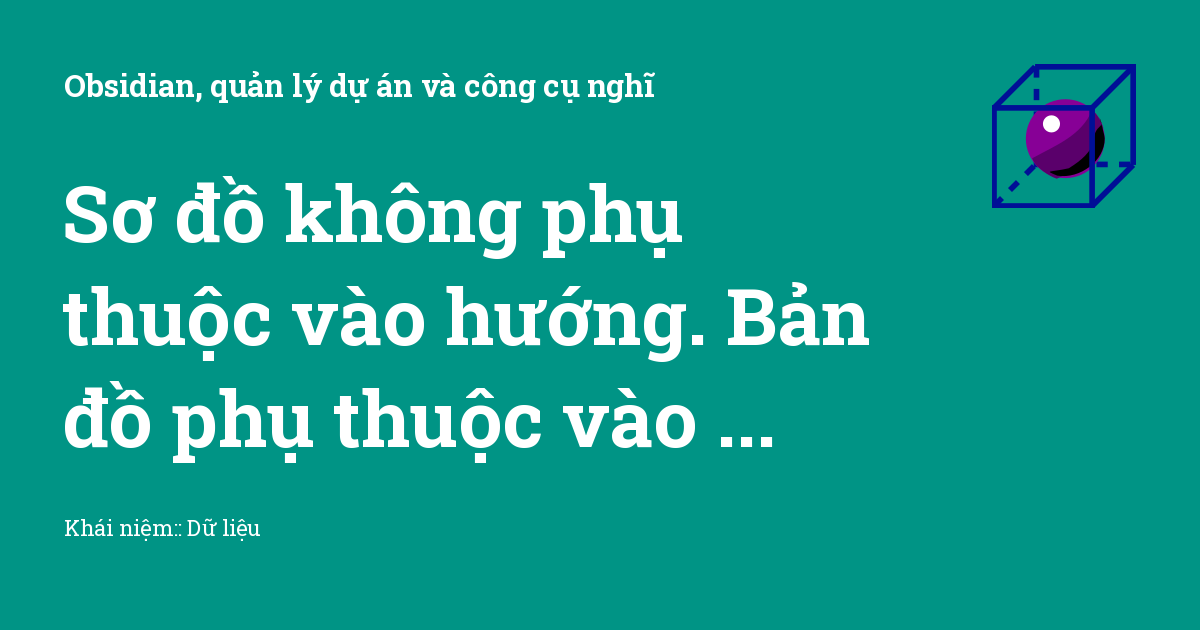 Obsidian, quản lý dự án và công cụ nghĩ
Sơ đồ không phụ
thuộc vào hướng. Bản
đồ phụ thuộc vào ...
Khái niệm:: Dữ liệu